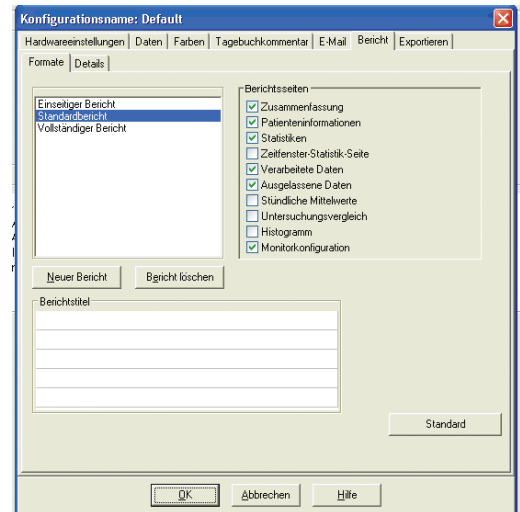 Konfigurationsname: Default
Hardwareeinstellungen Daten Farben Tagebuchkommentar E-Mail Bericht Exportieren
Formate Details
Einseitiger Bericht
Standardbericht
Vollständiger Bericht
Neuer Bericht Bericht löschen
Berichtsseiten
Zusammenfassung
Patienteninformationen
Statistiken
Zeitfenster-Statistik-Seite
Verarbeitete Daten
Ausgelassene Daten
Stündliche Mittelwerte
Untersuchungsvergleich
Histogramm
Monitorkonfiguration
Berichtstitel
Standard
OK Abbrechen Hilfe